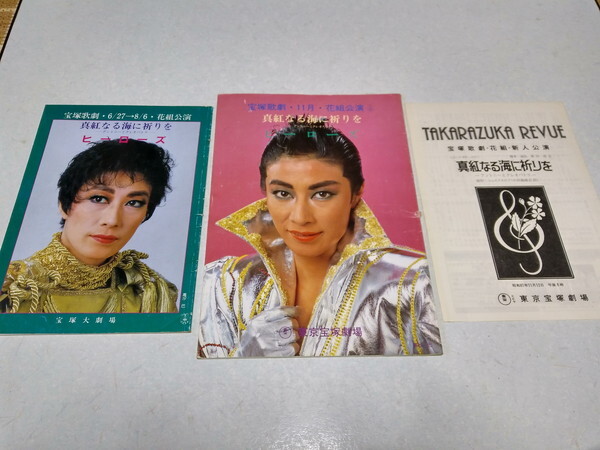 宝塚歌劇・6/27→8/6・花組公演
真紅なる海に祈りを
ヒーローズ
宝塚大劇場
宝塚歌劇・11月・花組公演
真紅なる海に祈りを
東京宝塚劇場
TAKARAZUKA REVUE
宝塚歌劇・花組・新人公演
真紅なる海に祈りを
東京宝塚劇場